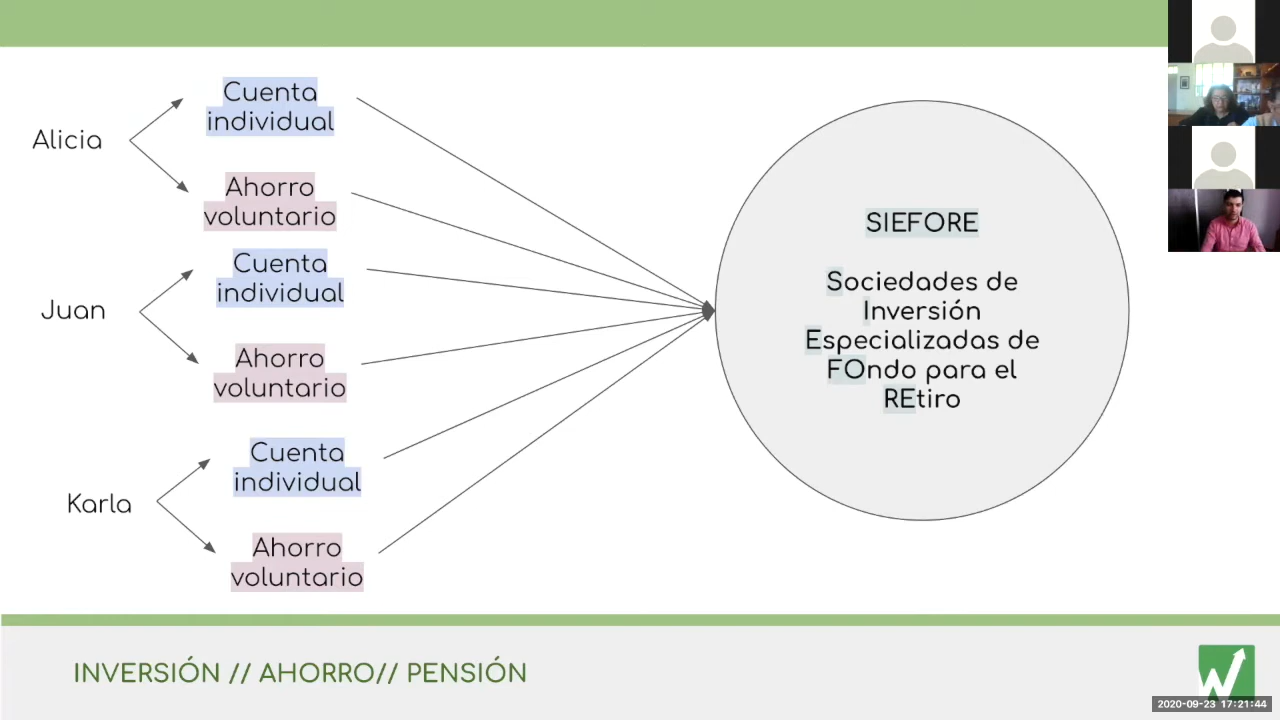 Alicia
Cuenta
individual
Ahorro
voluntario
Juan
Cuenta
individual
Ahorro
voluntario
Karla
Cuenta
individual
Ahorro
voluntario
SIEFORE
Sociedades de
Inversión
Especializadas de
FOndo para el
REtiro
INVERSIÓN // AHORRO// PENSIÓN
2020-09-23 17:21:44